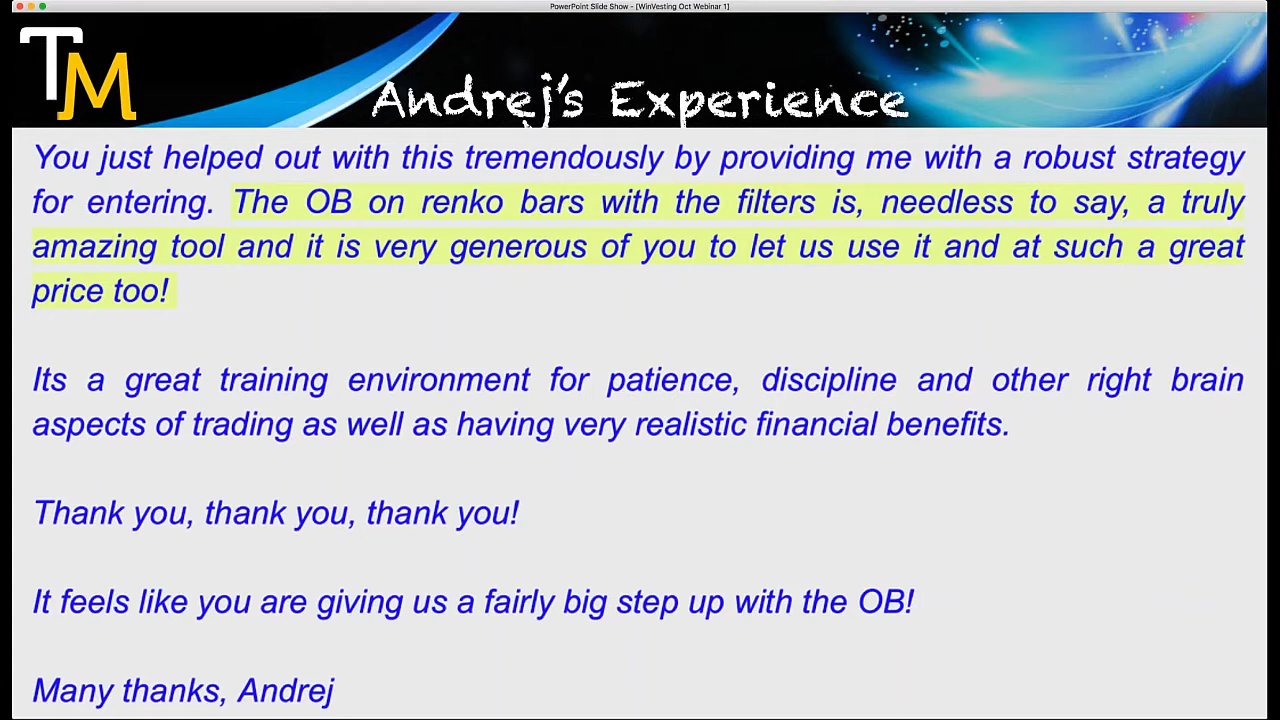 PowerPoint Slide Show - [WinVesting Oct Webinar 1]
TM
Andrej's Experience
You just helped out with this tremendously by providing me with a robust strategy
for entering. The OB on renko bars with the filters is, needless to say, a truly
amazing tool and it is very generous of you to let us use it and at such a great
price too!
Its a great training environment for patience, discipline and other right brain
aspects of trading as well as having very realistic financial benefits.
Thank you, thank you, thank you!
It feels like you are giving us a fairly big step up with the OB!
Many thanks, Andrej